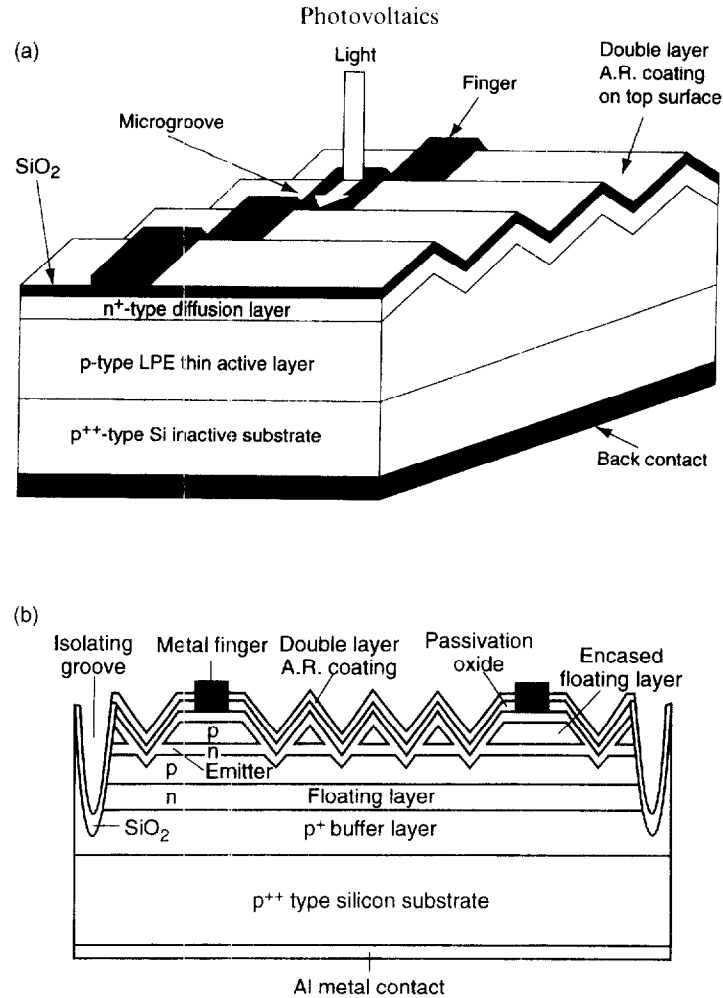 Photovoltaics
(a)
Light
Double layer
A.R. coating
on top surface
Finger
Microgroove
SiO₂
n⁺-type diffusion layer
p-type LPE thin active layer
p⁺⁺-type Si inactive substrate
Back contact
(b)
Isolating
groove
Metal finger
Double layer
A.R. coating
Passivation
oxide
Encased
floating layer
p
n
Emitter
p
n
Floating layer
SiO₂
p⁺ buffer layer
p⁺⁺ type silicon substrate
Al metal contact